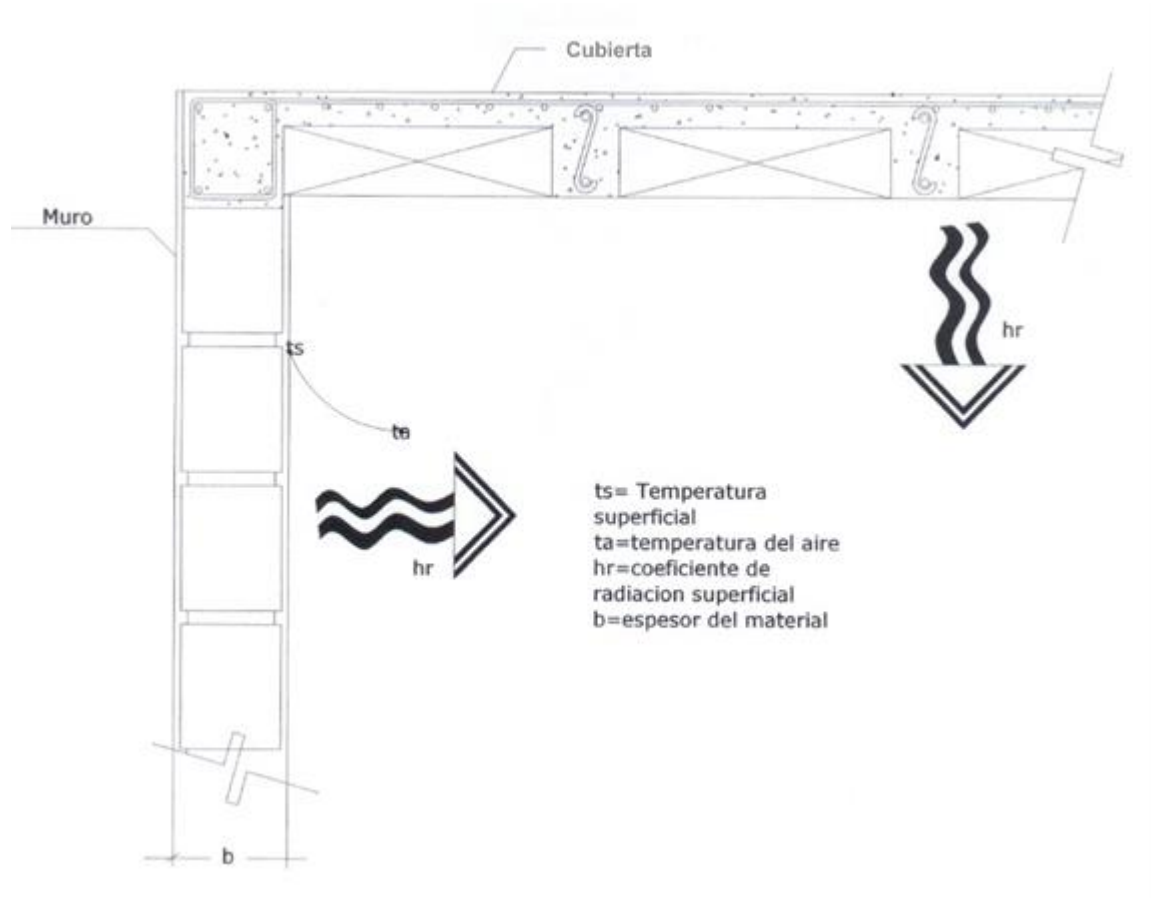 Cubierta
Muro
ts
ta
hr
hr
ts= Temperatura
superficial
ta=temperatura del aire
hr=coeficiente de
radiacion superficial
b=espesor del material
b